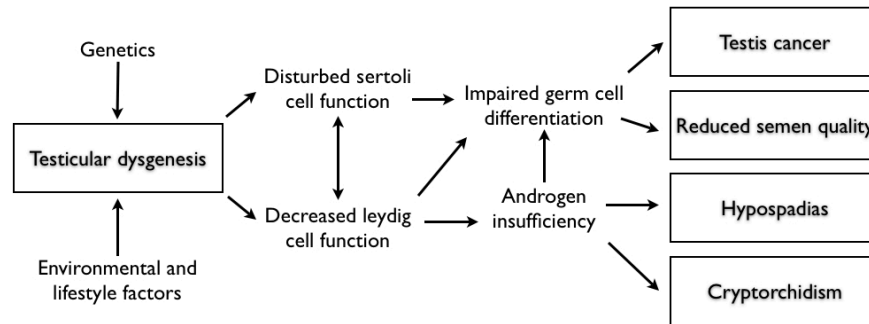 Genetics
Testicular dysgenesis
Environmental and
lifestyle factors
Disturbed sertoli
cell function
Decreased leydig
cell function
Impaired germ cell
differentiation
Androgen
insufficiency
Testis cancer
Reduced semen quality
Hypospadias
Cryptorchidism